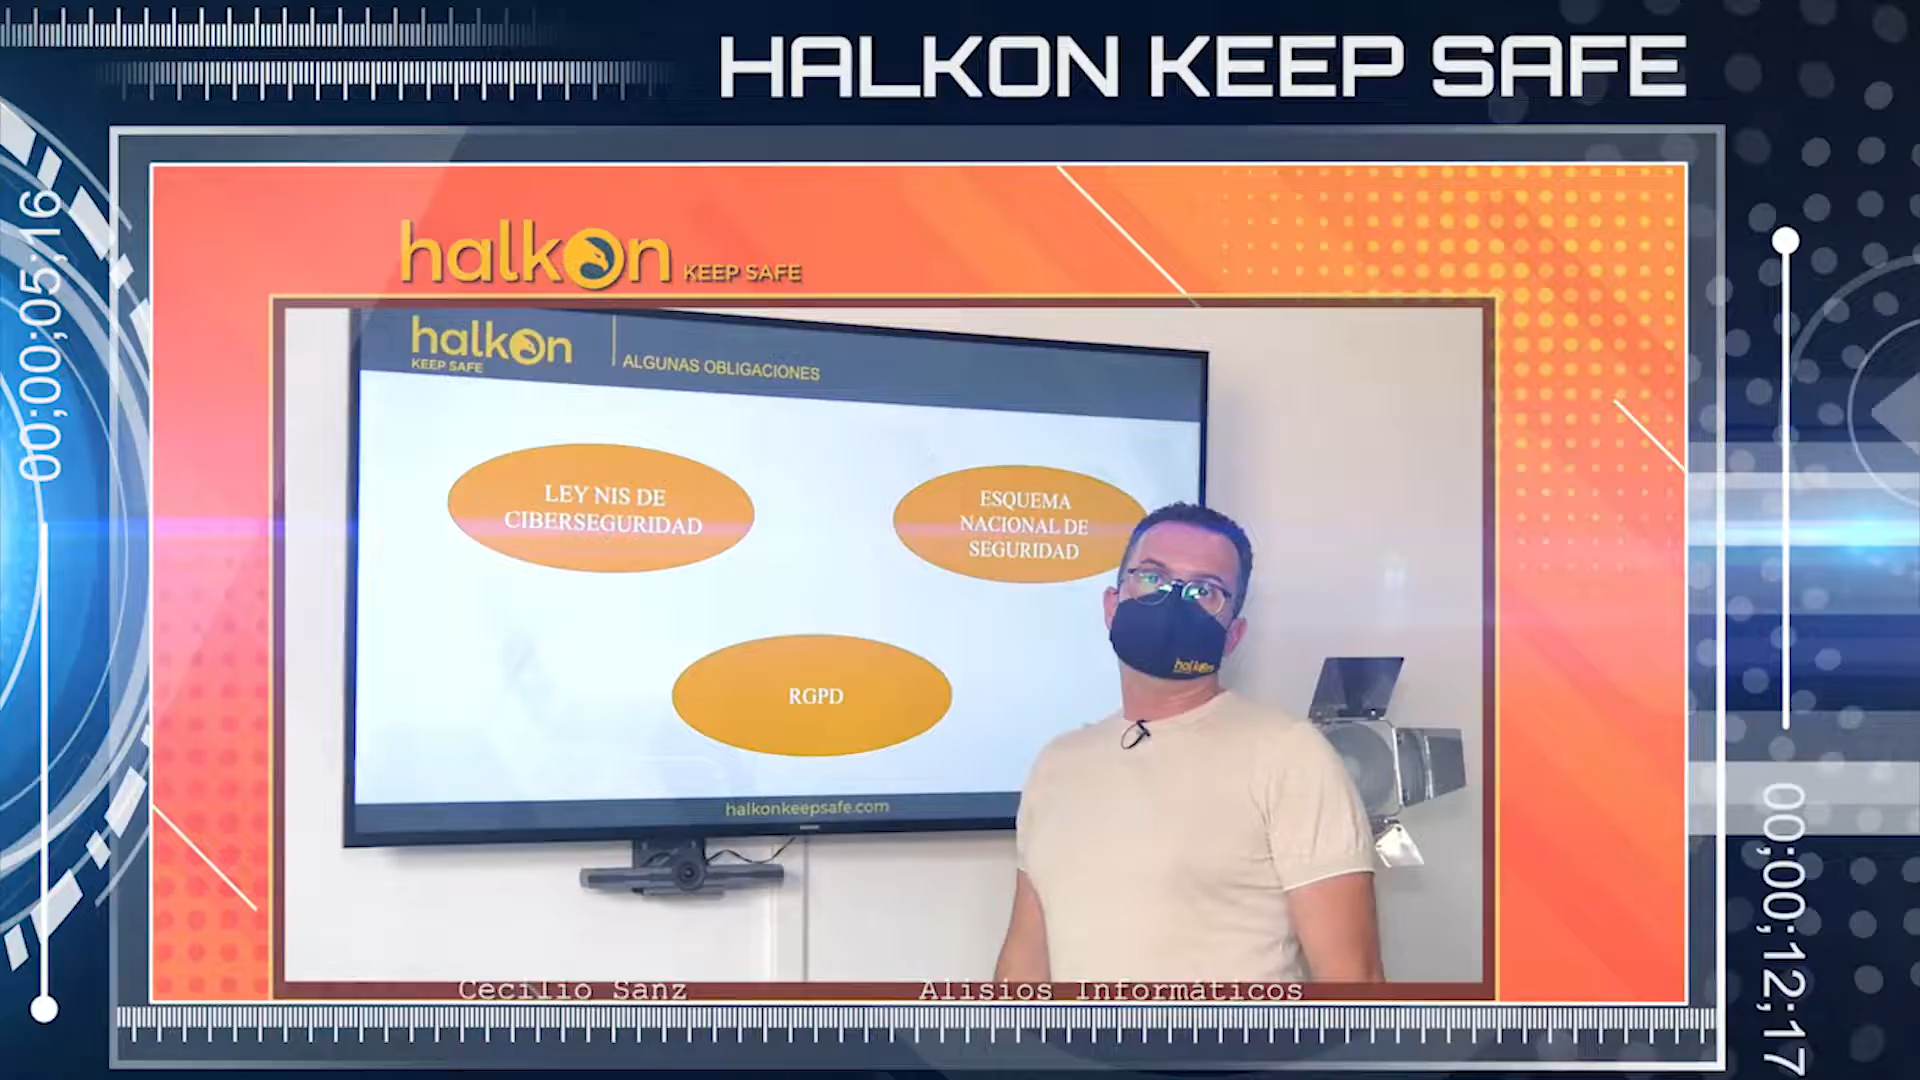 HALKON KEEP SAFE
00;00;05;16
halkon KEEP SAFE
halkon
KEEP SAFE
ALGUNAS OBLIGACIONES
LEY NIS DE
CIBERSEGURIDAD
ESQUEMA
NACIONAL DE
SEGURIDAD
RGPD
halkon
halkonkeepsafe.com
Cecilio Sanz
Alisios Informáticos
00;00;12;17